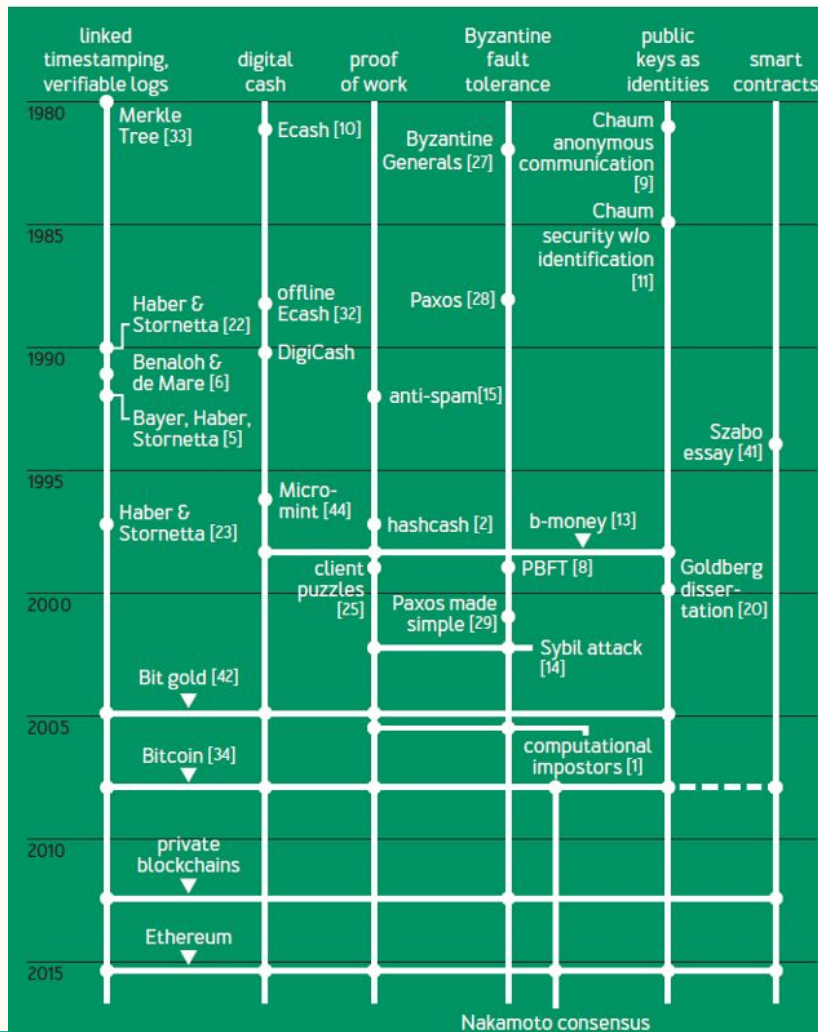 linked
timestamping,
verifiable logs
digital
cash
proof
of work
Byzantine
fault
tolerance
public
keys as
identities
smart
contracts
1980
Merkle
Tree [33]
Ecash [10]
Byzantine
Generals [27]
Chaum
anonymous
communication
[9]
1985
Chaum
security w/o
identification
[11]
Haber &
Stornetta [22]
offline
Ecash [32]
Paxos [28]
1990
DigiCash
Benaloh &
de Mare [6]
anti-spam[15]
Bayer, Haber,
Stornetta [5]
Szabo
essay [41]
1995
Micro-
mint [44]
Haber &
Stornetta [23]
hashcash [2]
b-money [13]
client
puzzles
[25]
PBFT [8]
Goldberg
disser-
tation [20]
2000
Paxos made
simple [29]
Sybil attack
[14]
Bit gold [42]
2005
computational
impostors [1]
Bitcoin [34]
2010
private
blockchains
Ethereum
2015
Nakamoto consensus